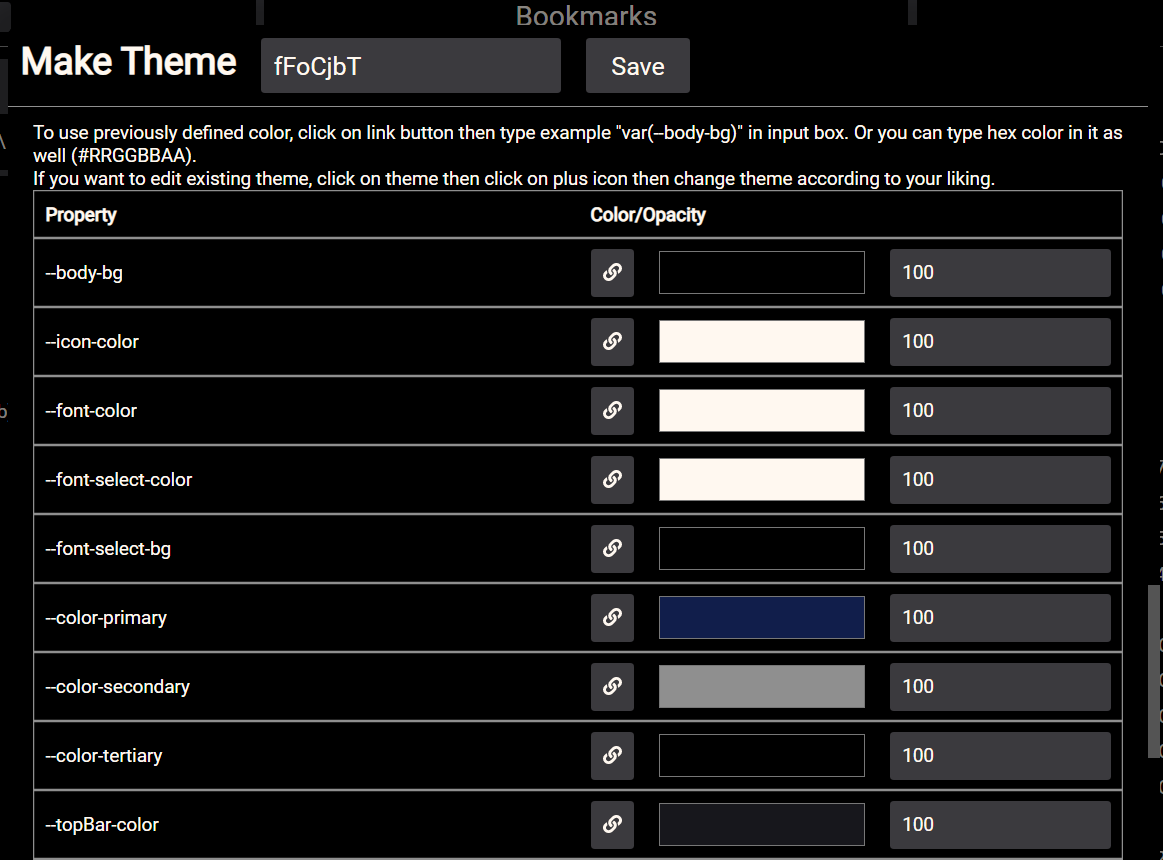 Bookmarks
Make Theme fFoCjbT Save
To use previously defined color, click on link button then type example "var(--body-bg)" in input box. Or you can type hex color in it as
well (#RRGGBBAA).
If you want to edit existing theme, click on theme then click on plus icon then change theme according to your liking.
Property Color/Opacity
--body-bg 100
--icon-color 100
--font-color 100
--font-select-color 100
--font-select-bg 100
--color-primary 100
--color-secondary 100
--color-tertiary 100
--topBar-color 100